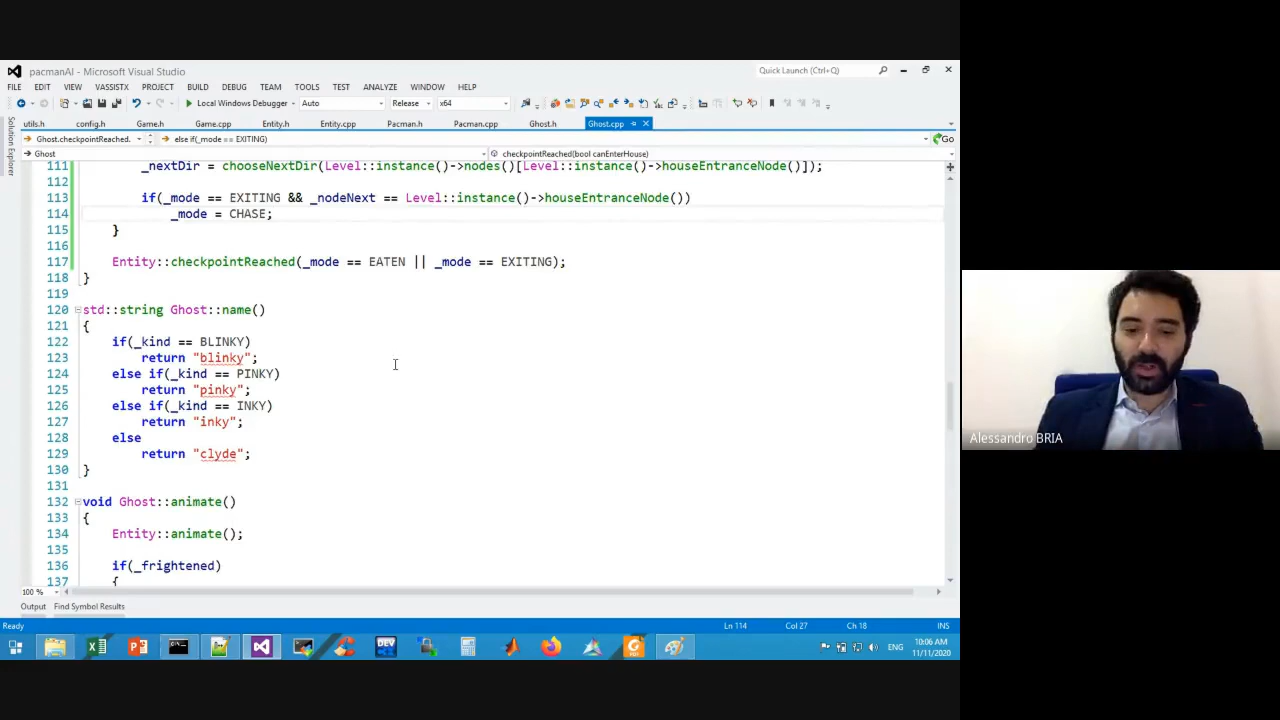 pacmanAI - Microsoft Visual Studio
Quick Launch (Ctrl+Q)
FILE EDIT VIEW VASSISTX PROJECT BUILD DEBUG TEAM TOOLS TEST ANALYZE WINDOW HELP
Local Windows Debugger Auto Release x64
utils.h config.h Game.h Game.cpp Entity.h Entity.cpp Pacman.h Pacman.cpp Ghost.h Ghost.cpp
Ghost.checkpointReached. else if(_mode == EXITING) Go
Ghost checkpointReached(bool canEnterHouse)
Solution Explorer
111 _nextDir = chooseNextDir(Level::instance()->nodes()[Level::instance()->houseEntranceNode()]);
112
113 if(_mode == EXITING && _nodeNext == Level::instance()->houseEntranceNode())
114 _mode = CHASE;
115 }
116
117 Entity::checkpointReached(_mode == EATEN || _mode == EXITING);
118 }
119
120 std::string Ghost::name()
121 {
122 if(_kind == BLINKY)
123 return "blinky";
124 else if(_kind == PINKY)
125 return "pinky";
126 else if(_kind == INKY)
127 return "inky";
128 else
129 return "clyde";
130 }
131
132 void Ghost::animate()
133 {
134 Entity::animate();
135
136 if(_frightened)
137 {
100 %
Output Find Symbol Results
Ready Ln 114 Col 27 Ch 18 INS
DEV
PDF
ENG
10:06 AM
11/11/2020
Alessandro BRIA